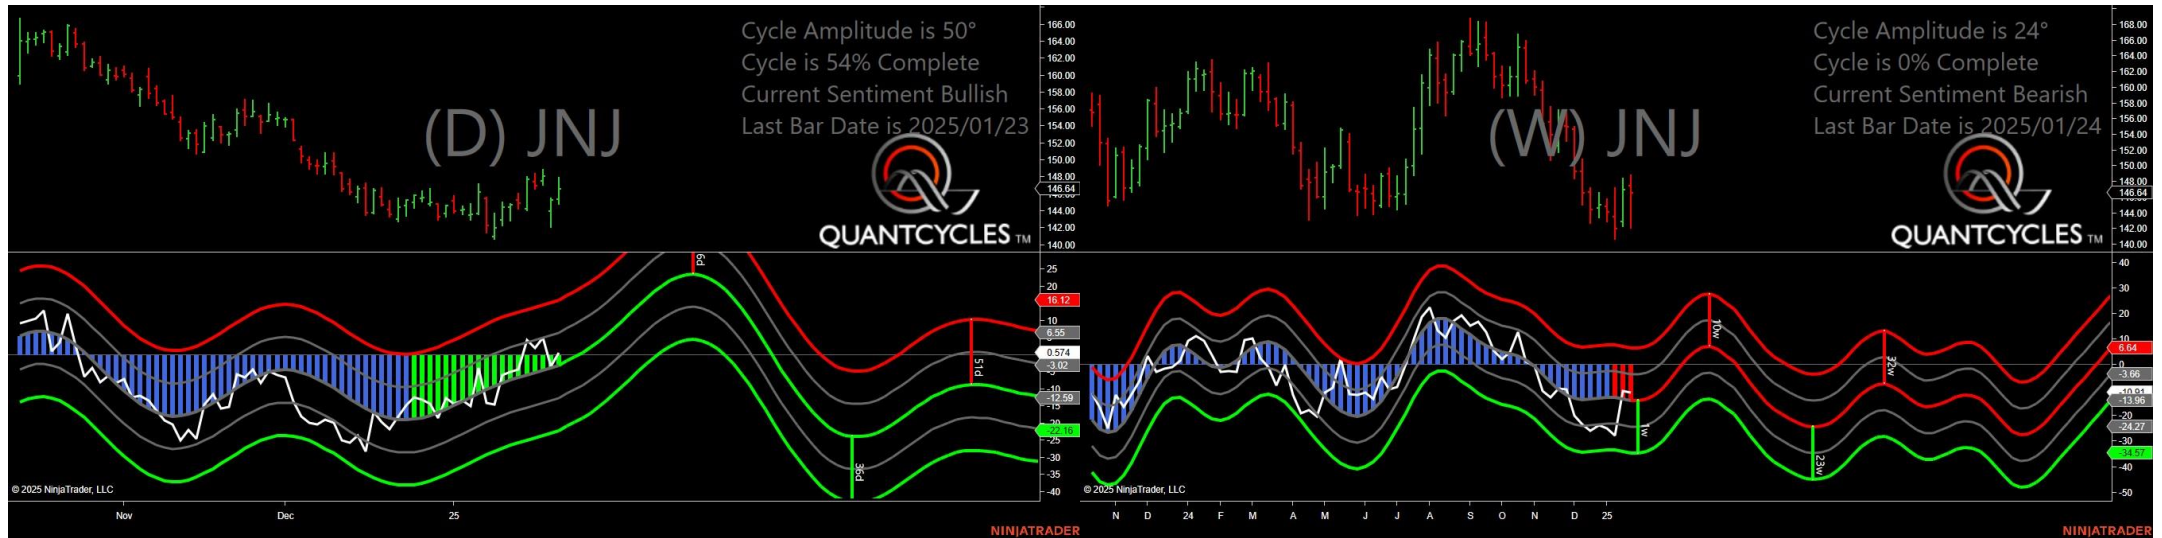 Cycle Amplitude is 50°
Cycle is 54% Complete
Current Sentiment Bullish
Last Bar Date is 2025/01/23
(D) JNJ
QUANTCYCLES TM
166.00
164.00
162.00
160.00
158.00
156.00
154.00
152.00
150.00
148.00
146.64
144.00
142.00
140.00
6d
36d
51d
25
20
16.12
10
6.55
0.574
-3.02
-10
-12.59
-15
-22.16
-25
-30
-35
-40
© 2025 NinjaTrader, LLC
Nov
Dec
25
NINJATRADER
Cycle Amplitude is 24°
Cycle is 0% Complete
Current Sentiment Bearish
Last Bar Date is 2025/01/24
(W) JNJ
QUANTCYCLES TM
168.00
166.00
164.00
162.00
160.00
158.00
156.00
154.00
152.00
150.00
148.00
146.64
144.00
142.00
140.00
1w
10w
23w
32w
40
30
20
10
6.64
0
-3.66
-10.91
-13.96
-20
-24.27
-34.57
-40
-50
© 2025 NinjaTrader, LLC
N D 24 F M A M J J A S O N D 25
NINJATRADER